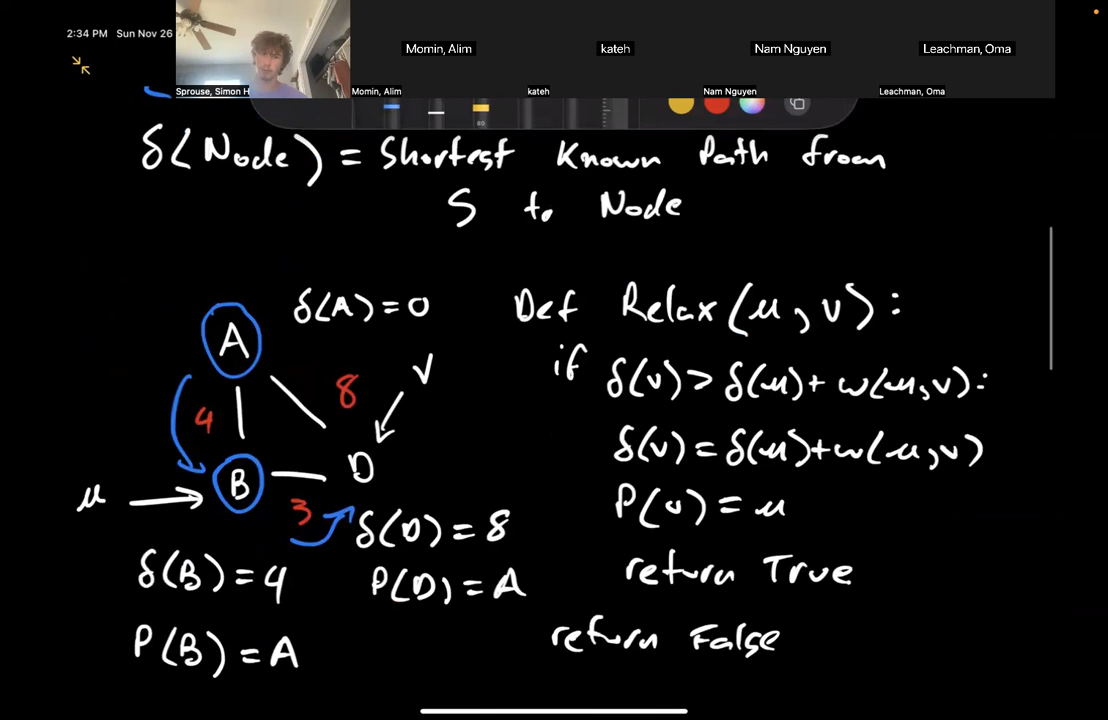 2:34 PM Sun Nov 26
Momin, Alim
kateh
Nam Nguyen
Leachman, Oma
Sprouse, Simon H
Momin, Alim
kateh
Nam Nguyen
Leachman, Oma
80
δ(Node) = Shortest Known Path from
S to Node
A
δ(A) = 0
4
8
v
B
D
3
μ
δ(B) = 4
P(B) = A
δ(D) = 8
P(D) = A
Def Relax(μ, v):
if δ(v) > δ(μ) + w(μ, v):
δ(v) = δ(μ) + w(μ, v)
P(v) = μ
return True
return False